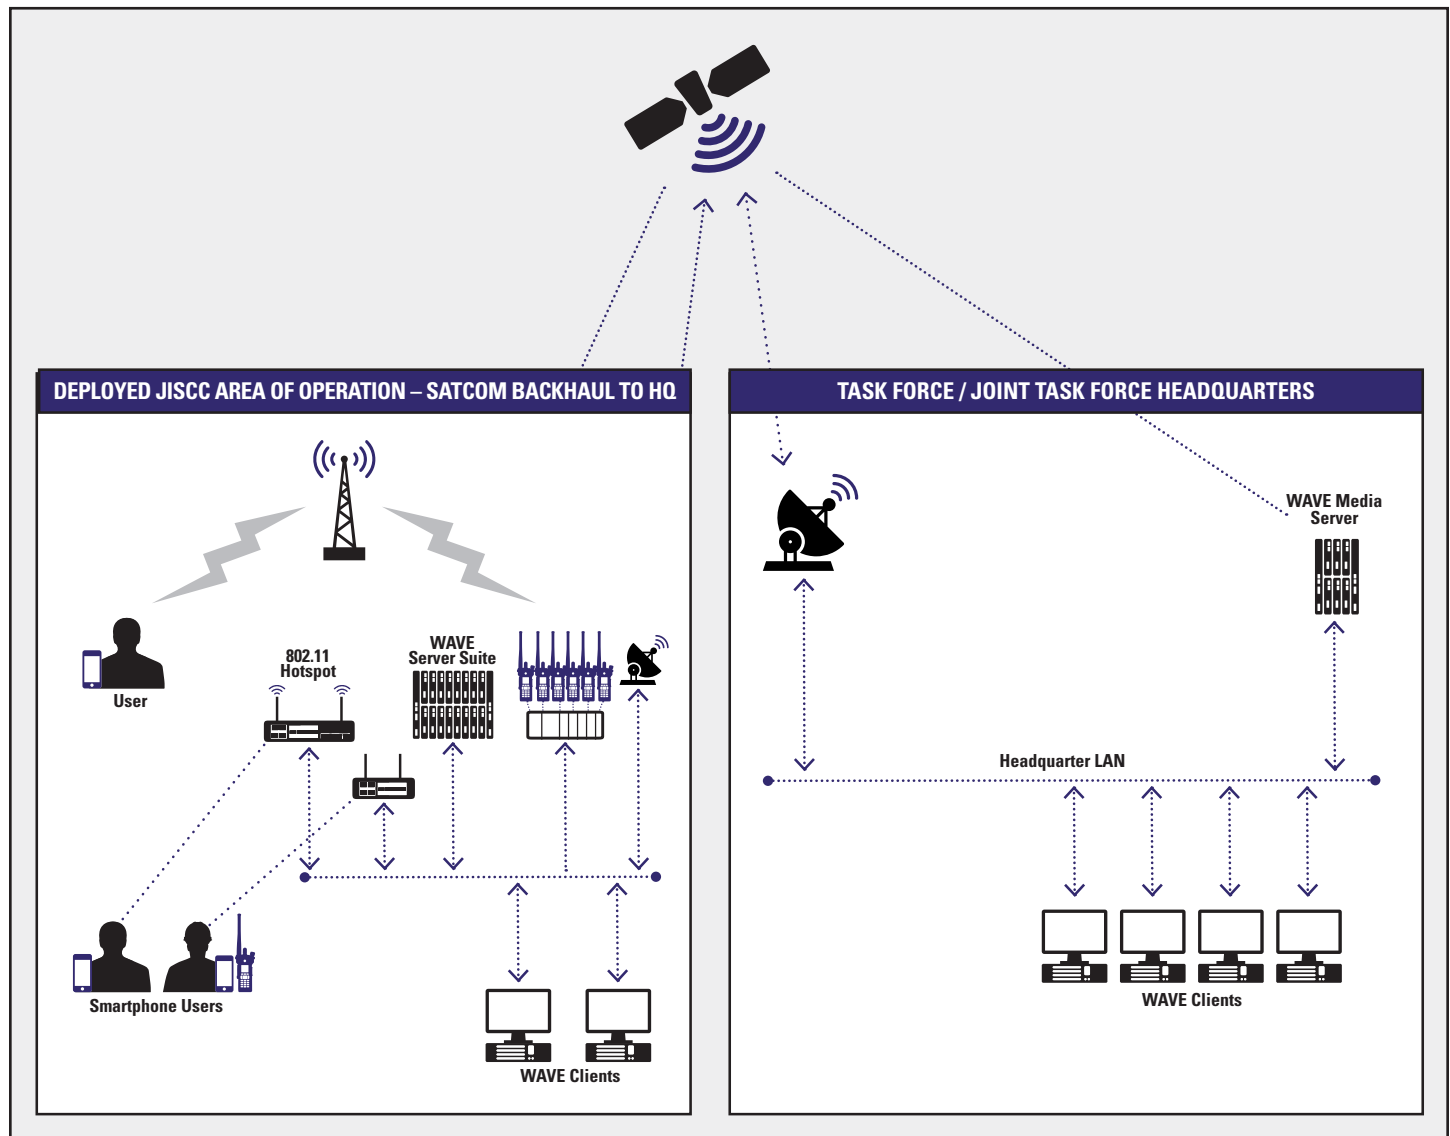 DEPLOYED JISCC AREA OF OPERATION – SATCOM BACKHAUL TO HQ
User
802.11
Hotspot
WAVE
Server Suite
Smartphone Users
WAVE Clients
TASK FORCE / JOINT TASK FORCE HEADQUARTERS
WAVE Media
Server
Headquarter LAN
WAVE Clients